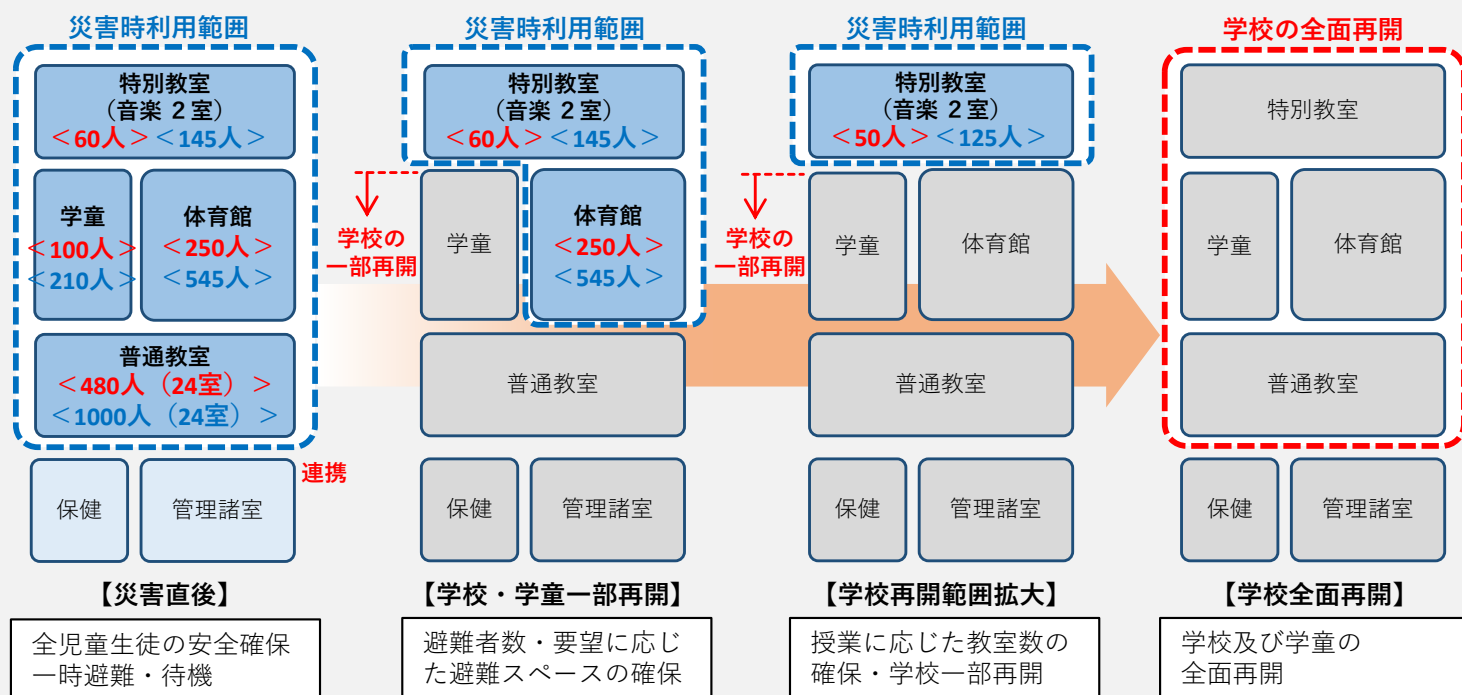 災害時利用範囲
特別教室
（音楽 2 室）
＜60人＞＜145人＞
学童
＜100人＞
＜210人＞
体育館
＜250人＞
＜545人＞
普通教室
＜480人（24室）＞
＜1000人（24室）＞
連携
保健
管理諸室
【災害直後】
全児童生徒の安全確保
一時避難・待機
災害時利用範囲
特別教室
（音楽 2 室）
＜60人＞＜145人＞
学校の
一部再開
学童
体育館
＜250人＞
＜545人＞
普通教室
保健
管理諸室
【学校・学童一部再開】
避難者数・要望に応じ
た避難スペースの確保
災害時利用範囲
特別教室
（音楽 2 室）
＜50人＞＜125人＞
学校の
一部再開
学童
体育館
普通教室
保健
管理諸室
【学校再開範囲拡大】
授業に応じた教室数の
確保・学校一部再開
学校の全面再開
特別教室
学童
体育館
普通教室
保健
管理諸室
【学校全面再開】
学校及び学童の
全面再開